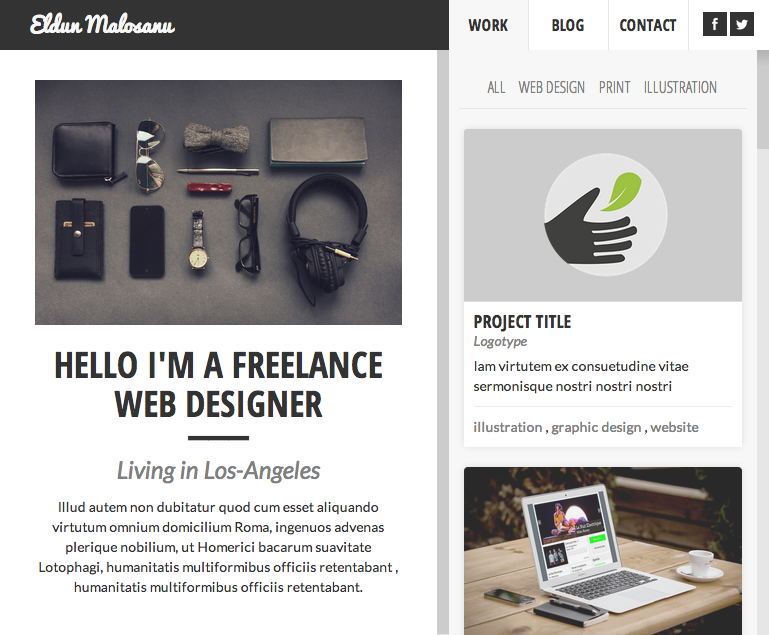 Eldun Malosanu
WORK BLOG CONTACT
HELLO I'M A FREELANCE
WEB DESIGNER
Living in Los-Angeles
Illud autem non dubitatur quod cum esset aliquando
virtutum omnium domicilium Roma, ingenuos advenas
plerique nobilium, ut Homerici bacarum suavitate
Lotophagi, humanitatis multiformibus officiis retentabant ,
humanitatis multiformibus officiis retentabant.
ALL WEB DESIGN PRINT ILLUSTRATION
PROJECT TITLE
Logotype
Iam virtutem ex consuetudine vitae
sermonisque nostri nostri nostri
illustration , graphic design , website